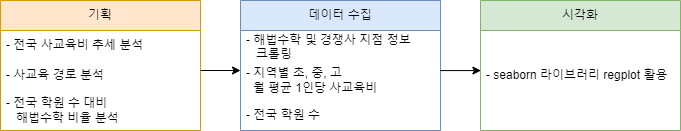 기획
- 전국 사교육비 추세 분석
- 사교육 경로 분석
- 전국 학원 수 대비
해법수학 비율 분석
데이터 수집
- 해법수학 및 경쟁사 지점 정보
크롤링
- 지역별 초, 중, 고
월 평균 1인당 사교육비
- 전국 학원 수
시각화
- seaborn 라이브러리 regplot 활용